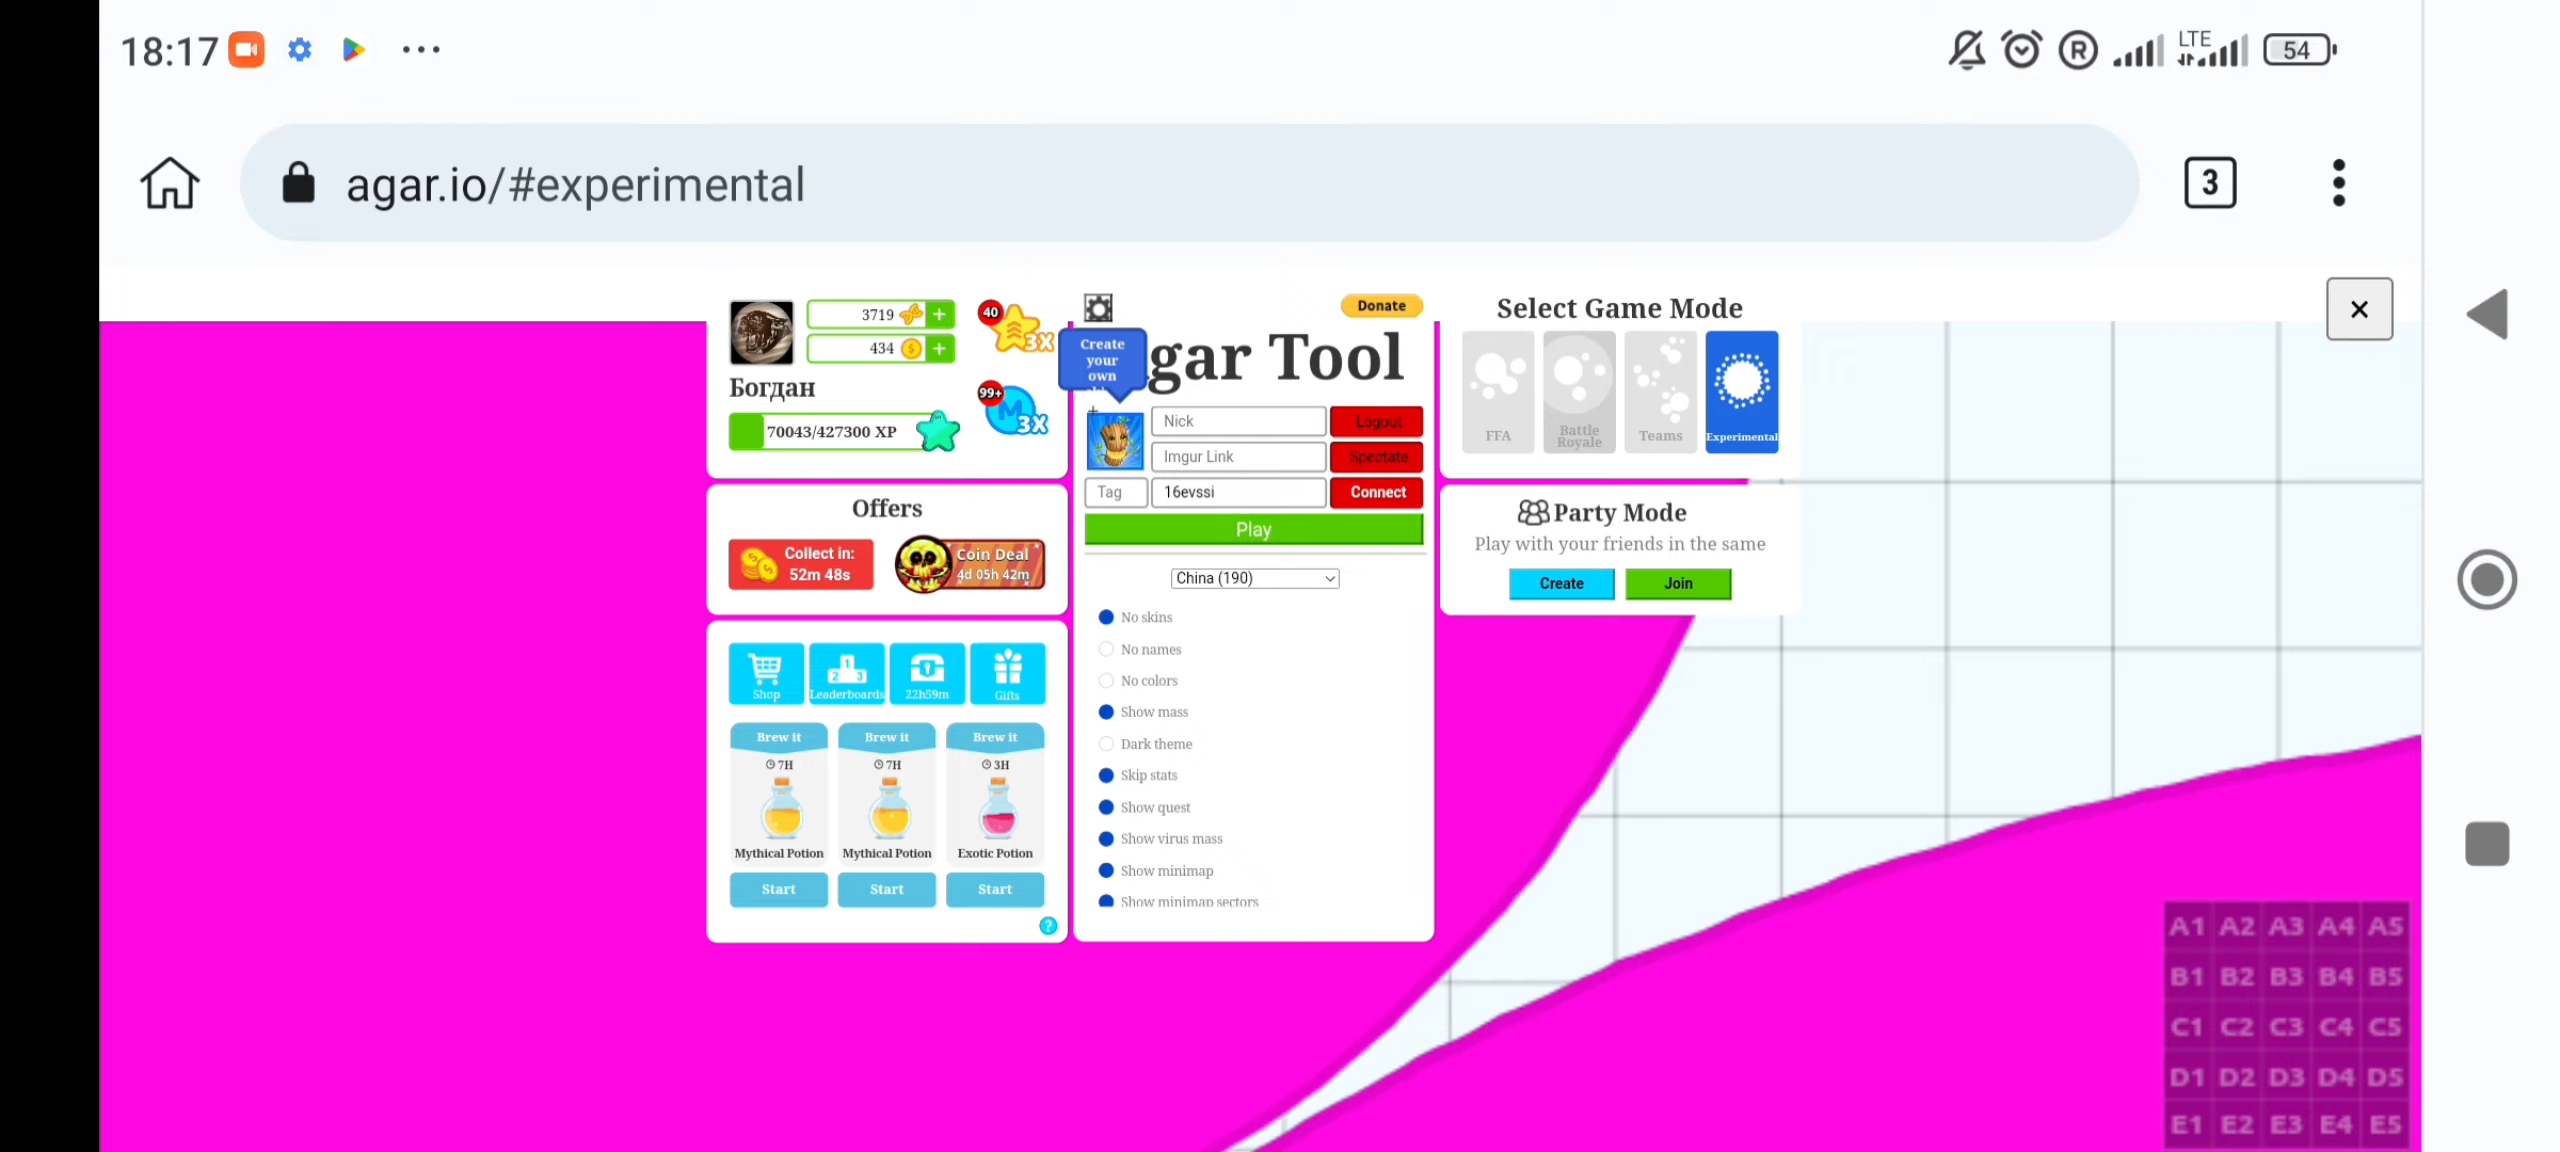 18:17
LTE
54
agar.io/#experimental
3
3719
434
40
3X
99+
M
3X
Богдан
70043/427300 XP
Offers
Collect in:
52m 48s
Coin Deal
4d 05h 42m
Shop
Leaderboards
22h59m
Gifts
Brew it
Brew it
Brew it
7H
7H
3H
Mythical Potion
Mythical Potion
Exotic Potion
Start
Start
Start
?
Donate
Create
your
own
gar Tool
Nick
Logout
Imgur Link
Spectate
Tag
16evssi
Connect
Play
China (190)
No skins
No names
No colors
Show mass
Dark theme
Skip stats
Show quest
Show virus mass
Show minimap
Show minimap sectors
Select Game Mode
FFA
Battle
Royale
Teams
Experimental
Party Mode
Play with your friends in the same
Create
Join
A1 A2 A3 A4 A5
B1 B2 B3 B4 B5
C1 C2 C3 C4 C5
D1 D2 D3 D4 D5
E1 E2 E3 E4 E5